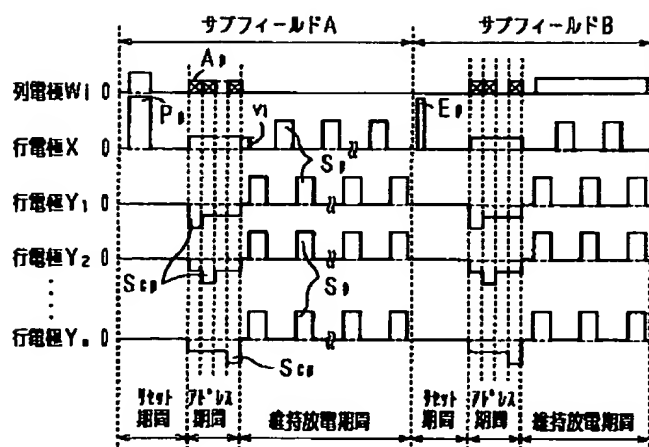 サブフィールドA サブフィールドB
列電極Wi 0 Ap
Pp V1 Ep
行電極X 0 Sp
行電極Y1 0
行電極Y2 0
Scp Sp
行電極Yn 0
Scp
リセット期間 アドレス期間 維持放電期間 リセット期間 アドレス期間 維持放電期間